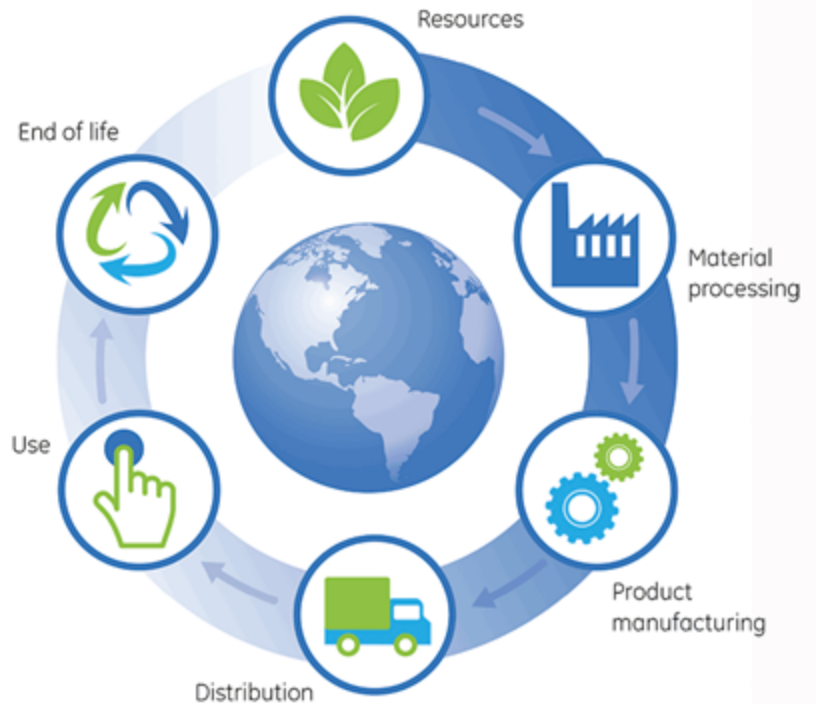 Resources
Material
processing
Product
manufacturing
Distribution
Use
End of life